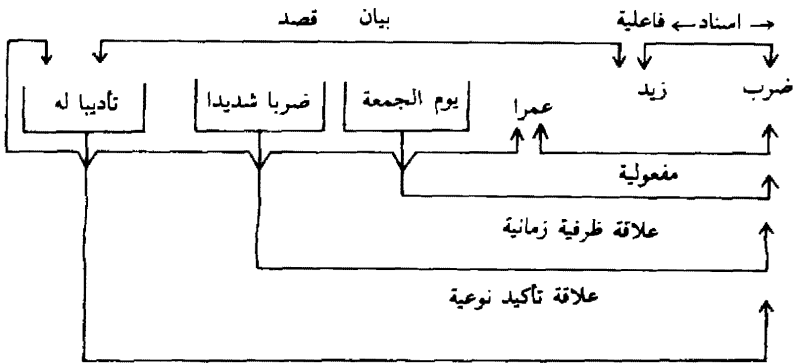 ← اسناد → فاعلية بيان قصد
ضرب زيد عمرا يوم الجمعة ضربا شديدا تأديبا له
مفعولية
علاقة ظرفية زمانية
علاقة تأكيد نوعية